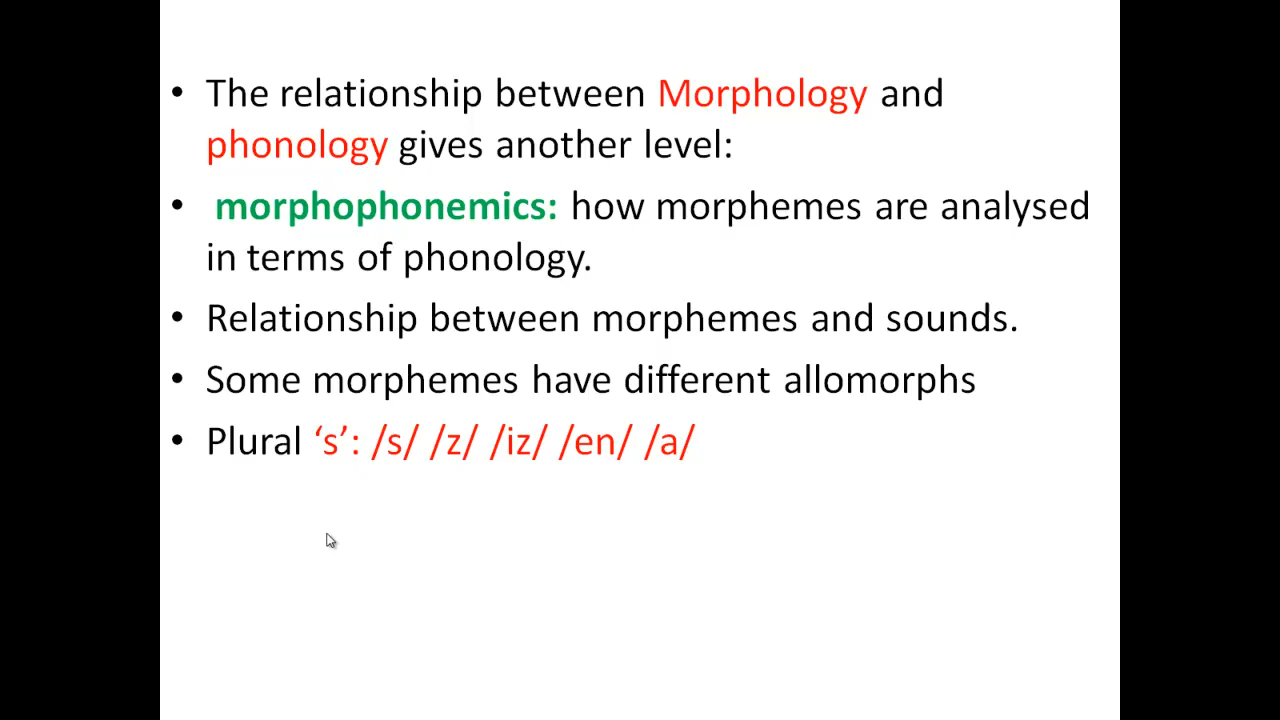 • The relationship between Morphology and
phonology gives another level:
• morphophonemics: how morphemes are analysed
in terms of phonology.
• Relationship between morphemes and sounds.
• Some morphemes have different allomorphs
• Plural ‘s’: /s/ /z/ /iz/ /en/ /a/